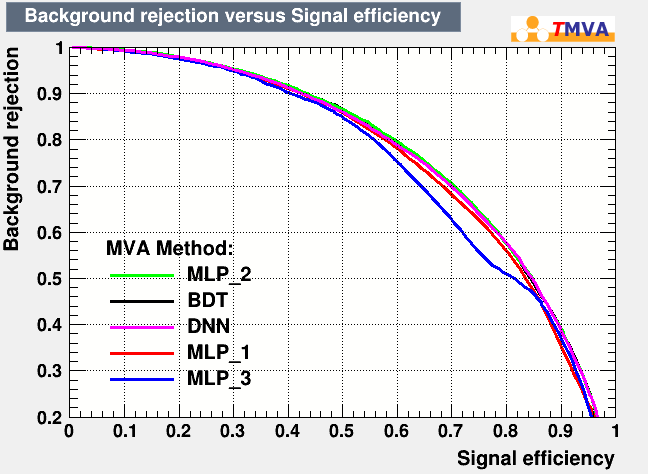 Background rejection versus Signal efficiency
TMVA
Background rejection
1
0.9
0.8
0.7
0.6
0.5
0.4
0.3
0.2
MVA Method:
MLP_2
BDT
DNN
MLP_1
MLP_3
0 0.1 0.2 0.3 0.4 0.5 0.6 0.7 0.8 0.9 1
Signal efficiency